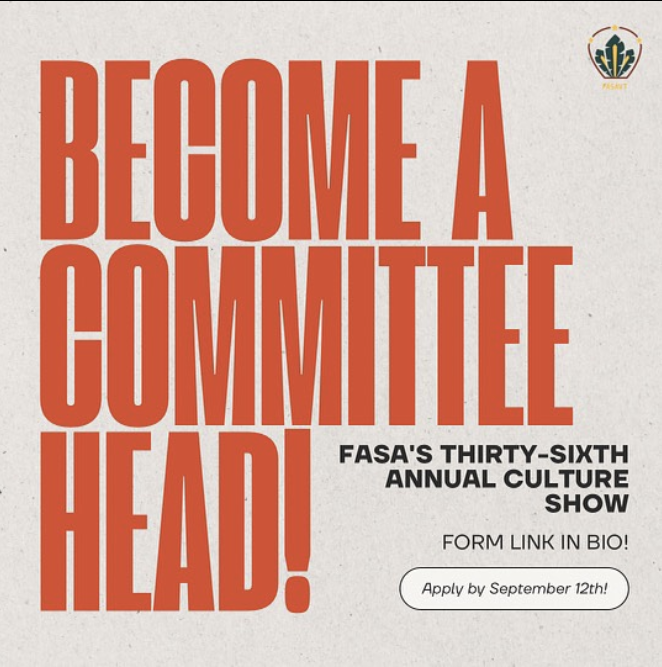 BECOME A
COMMITTEE
HEAD!
FASA'S THIRTY-SIXTH
ANNUAL CULTURE
SHOW
FORM LINK IN BIO!
Apply by September 12th!